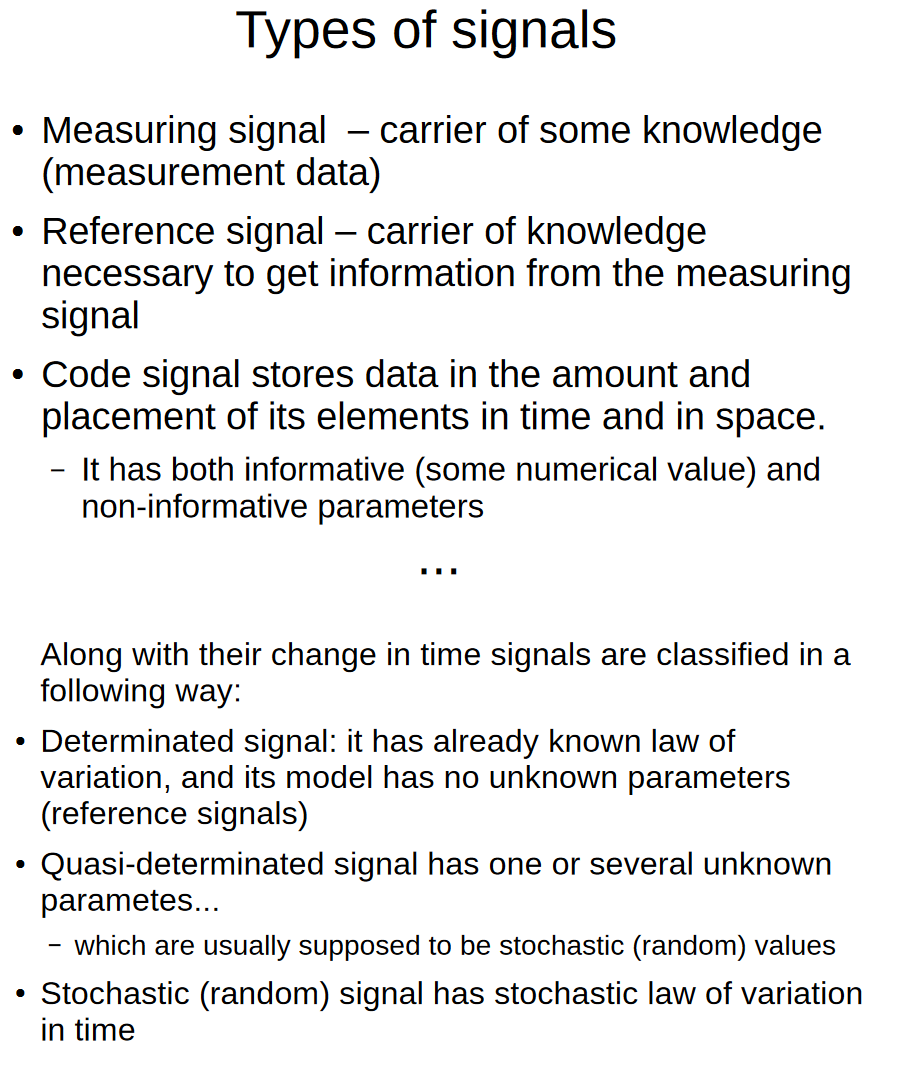 Types of signals
• Measuring signal  – carrier of some knowledge
(measurement data)
• Reference signal – carrier of knowledge
necessary to get information from the measuring
signal
• Code signal stores data in the amount and
placement of its elements in time and in space.
– It has both informative (some numerical value) and
non-informative parameters
...
Along with their change in time signals are classified in a
following way:
• Determinated signal: it has already known law of
variation, and its model has no unknown parameters
(reference signals)
• Quasi-determinated signal has one or several unknown
parametes...
– which are usually supposed to be stochastic (random) values
• Stochastic (random) signal has stochastic law of variation
in time